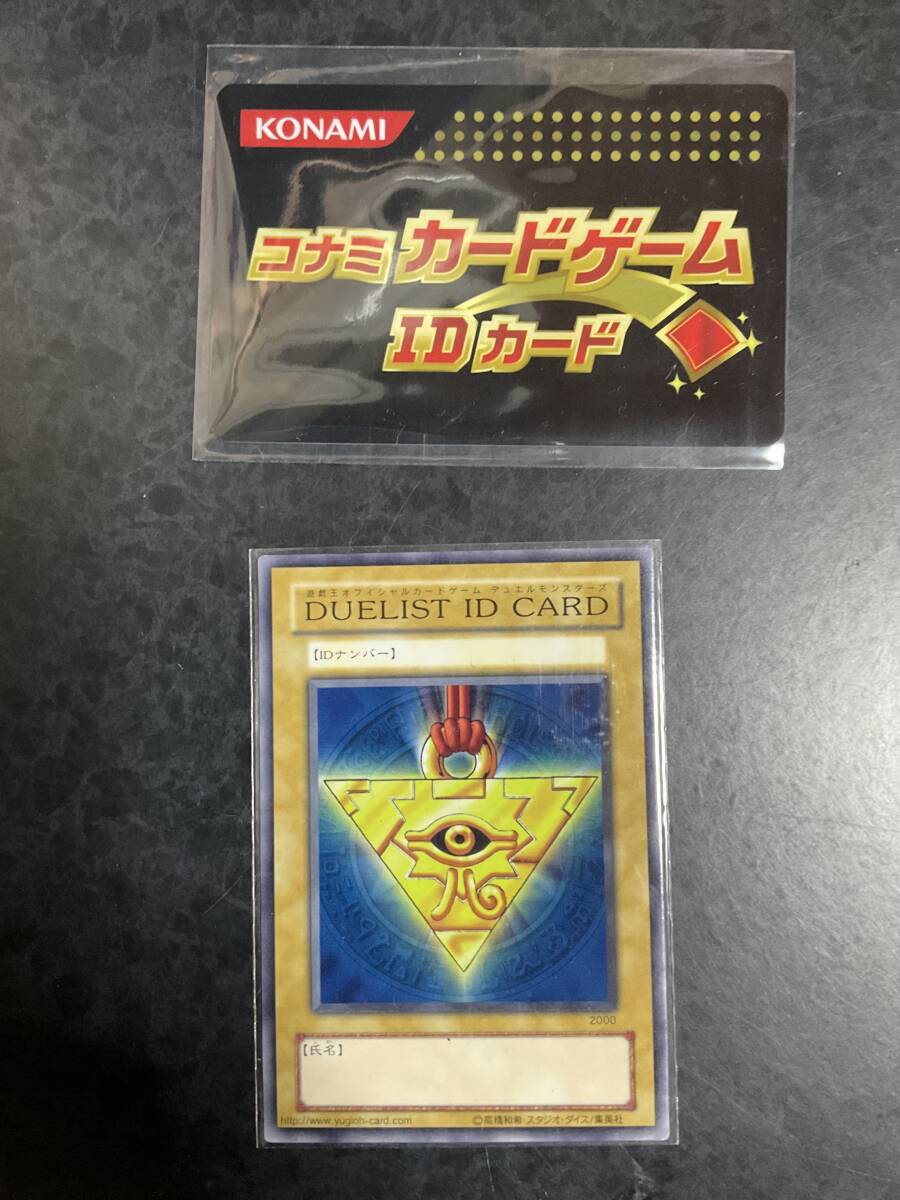 KONAMI
コナミ カードゲーム
IDカード
遊戯王オフィシャルカードゲーム デュエルモンスターズ
DUELIST ID CARD
【IDナンバー】
2000
【氏名】
http://www.yugioh-card.com
©高橋和希 スタジオ・ダイス/集英社